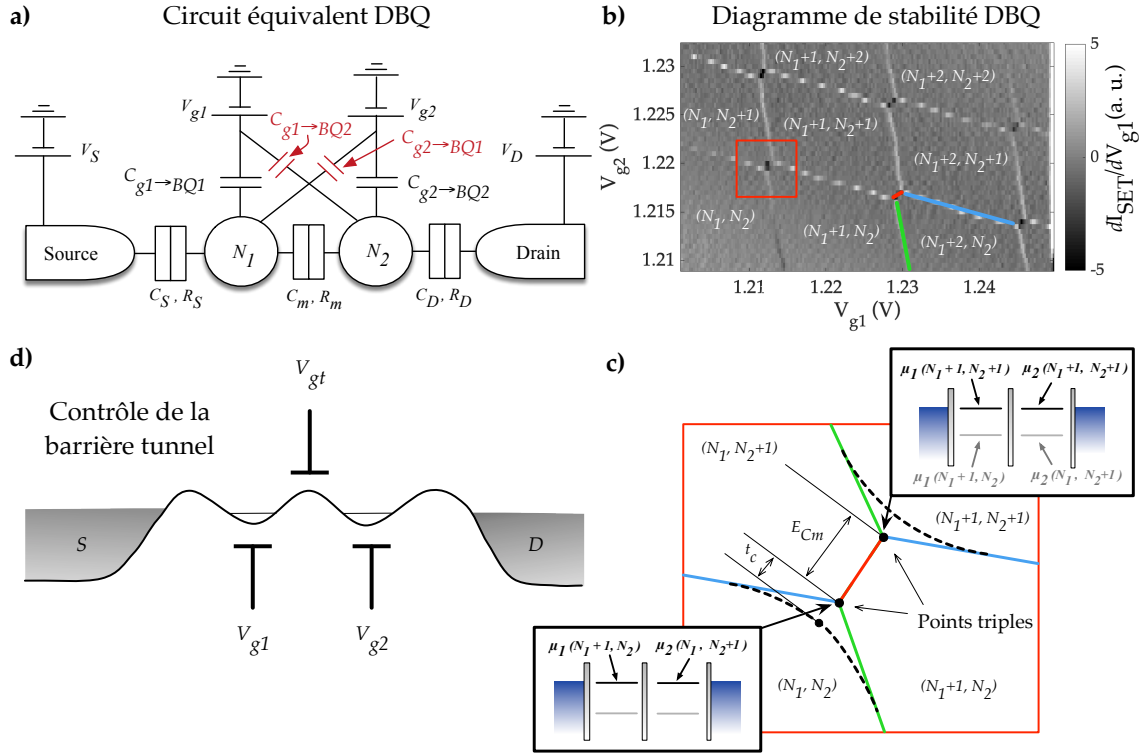 a)
Circuit équivalent DBQ
V_g1
V_g2
C_g1→BQ2
C_g2→BQ1
V_S
V_D
C_g1→BQ1
C_g2→BQ2
Source
N_1
N_2
Drain
C_S, R_S
C_m, R_m
C_D, R_D
b)
Diagramme de stabilité DBQ
1.23
1.225
1.22
1.215
1.21
V_g2 (V)
1.21
1.22
1.23
1.24
V_g1 (V)
(N_1+1, N_2+2)
(N_1+2, N_2+2)
(N_1, N_2+1)
(N_1+1, N_2+1)
(N_1+2, N_2+1)
(N_1, N_2)
(N_1+1, N_2)
(N_1+2, N_2)
5
0
-5
dI_SET/dV_g1(a. u.)
d)
Contrôle de la
barrière tunnel
V_gt
S
D
V_g1
V_g2
c)
μ_1(N_1+1, N_2+1)
μ_2(N_1+1, N_2+1)
μ_1(N_1+1, N_2)
μ_2(N_1, N_2+1)
(N_1, N_2+1)
(N_1+1, N_2+1)
E_Cm
t_c
Points triples
μ_1(N_1+1, N_2)
μ_2(N_1, N_2+1)
(N_1, N_2)
(N_1+1, N_2)